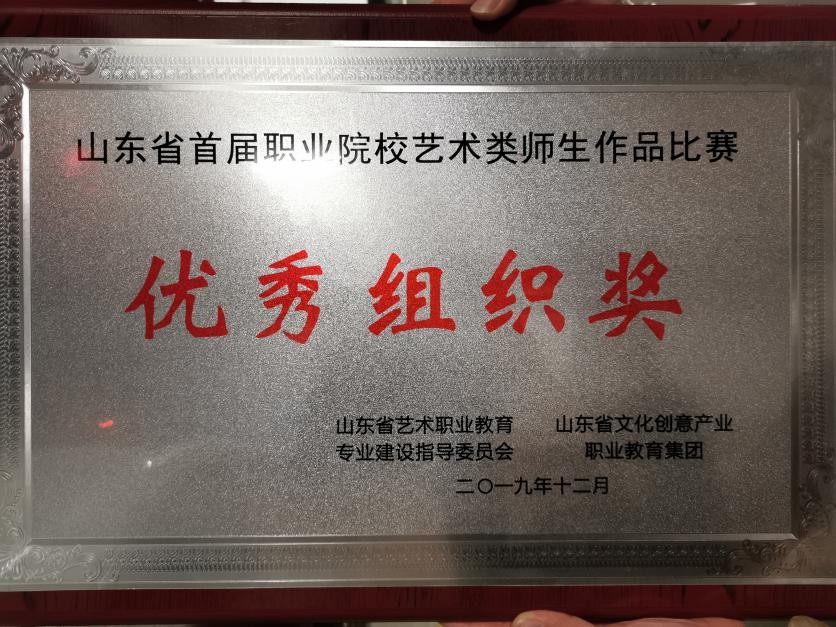 山东省首届职业院校艺术类师生作品比赛
优秀组织奖
山东省艺术职业教育 山东省文化创意产业
专业建设指导委员会 职业教育集团
二〇一九年十二月